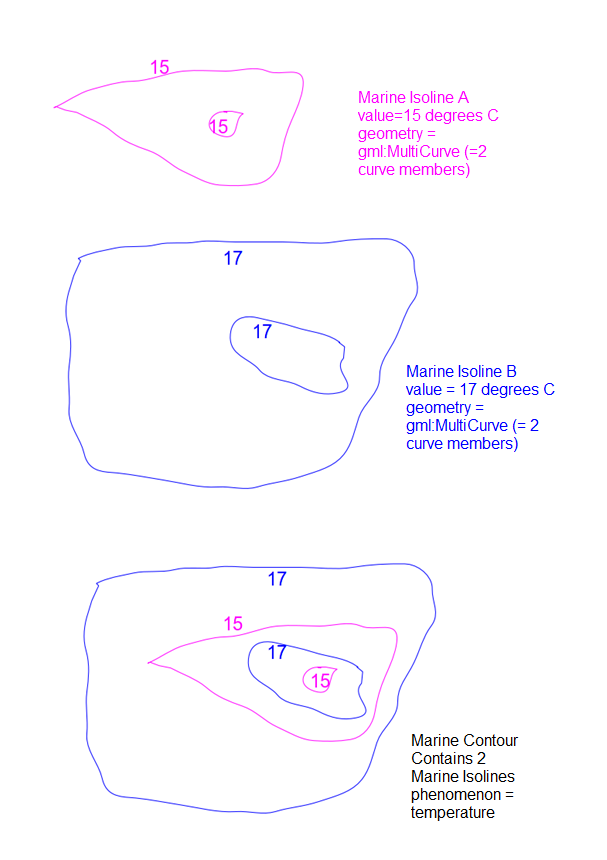 15
15
Marine Isoline A
value=15 degrees C
geometry =
gml:MultiCurve (=2
curve members)
17
17
Marine Isoline B
value = 17 degrees C
geometry =
gml:MultiCurve (= 2
curve members)
17
15
17
15
Marine Contour
Contains 2
Marine Isolines
phenomenon =
temperature